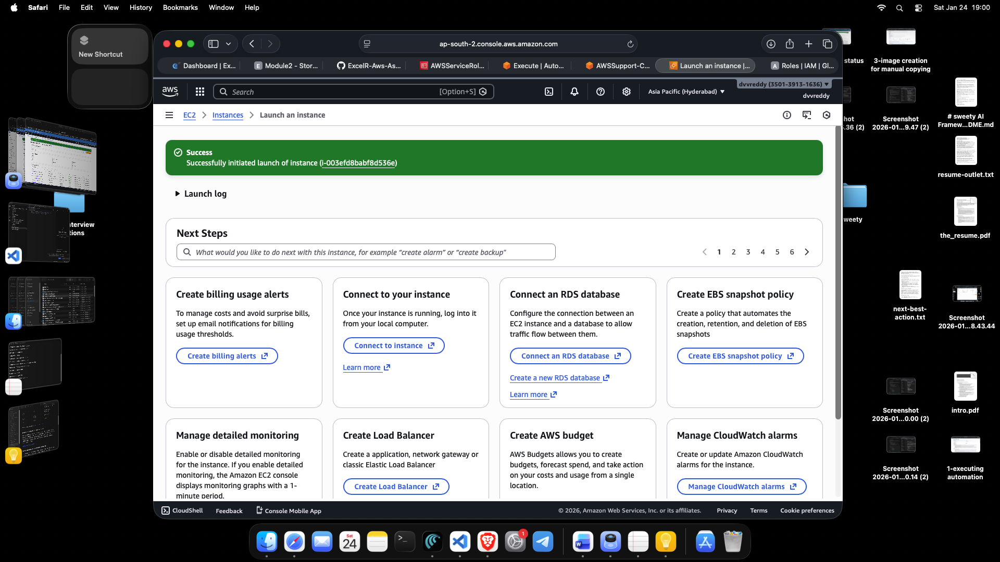 Safari File Edit View History Bookmarks Window Help
Sat Jan 24 19:00
New Shortcut
ap-south-2.console.aws.amazon.com
Dashboard | Ex...
Module2 - Stor...
ExcelR-Aws-As...
AWSServiceRol...
Execute | Auto...
AWSSupport-C...
Launch an instance |...
Roles | IAM | Gl...
aws
Search
[Option+S]
Asia Pacific (Hyderabad)
dvvreddy (3501-3913-1636)
dvvreddy
EC2
Instances
Launch an instance
Success
Successfully initiated launch of instance (i-003efd8babf8d536e)
Launch log
Next Steps
What would you like to do next with this instance, for example “create alarm” or “create backup”
1 2 3 4 5 6
Create billing usage alerts
To manage costs and avoid surprise bills,
set up email notifications for billing
usage thresholds.
Create billing alerts
Connect to your instance
Once your instance is running, log into it
from your local computer.
Connect to instance
Learn more
Connect an RDS database
Configure the connection between an
EC2 instance and a database to allow
traffic flow between them.
Connect an RDS database
Create a new RDS database
Learn more
Create EBS snapshot policy
Create a policy that automates the
creation, retention, and deletion of EBS
snapshots
Create EBS snapshot policy
Manage detailed monitoring
Enable or disable detailed monitoring
for the instance. If you enable detailed
monitoring, the Amazon EC2 console
displays monitoring graphs with a 1-
minute period.
Create Load Balancer
Create a application, network gateway or
classic Elastic Load Balancer
Create Load Balancer
Create AWS budget
AWS Budgets allows you to create
budgets, forecast spend, and take action
on your costs and usage from a single
location.
Manage CloudWatch alarms
Create or update Amazon CloudWatch
alarms for the instance.
Manage CloudWatch alarms
CloudShell
Feedback
Console Mobile App
© 2026, Amazon Web Services, Inc. or its affiliates.
Privacy
Terms
Cookie preferences
terview
tions
status
3-image creation
for manual copying
hot
.36 (2)
Screenshot
2026-01...9.47 (2)
# sweety AI
Framew...DME.md
resume-outlet.txt
weety
the_resume.pdf
next-best-
action.txt
Screenshot
2026-01...8.43.44
Screenshot
2026-01...0.00 (2)
intro.pdf
Screenshot
2026-01...0.14 (2)
1-executing
automation
Sat
24
1
W